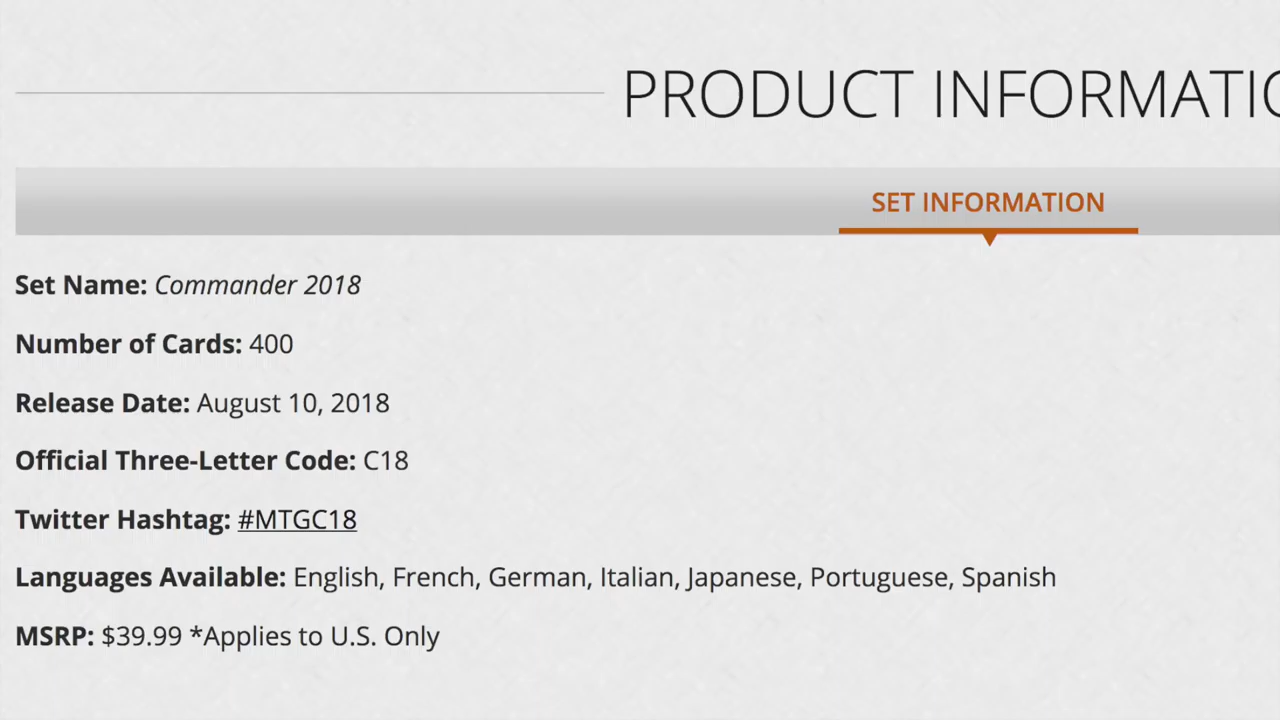 PRODUCT INFORMATIO
SET INFORMATION
Set Name: Commander 2018
Number of Cards: 400
Release Date: August 10, 2018
Official Three-Letter Code: C18
Twitter Hashtag: #MTGC18
Languages Available: English, French, German, Italian, Japanese, Portuguese, Spanish
MSRP: $39.99 *Applies to U.S. Only